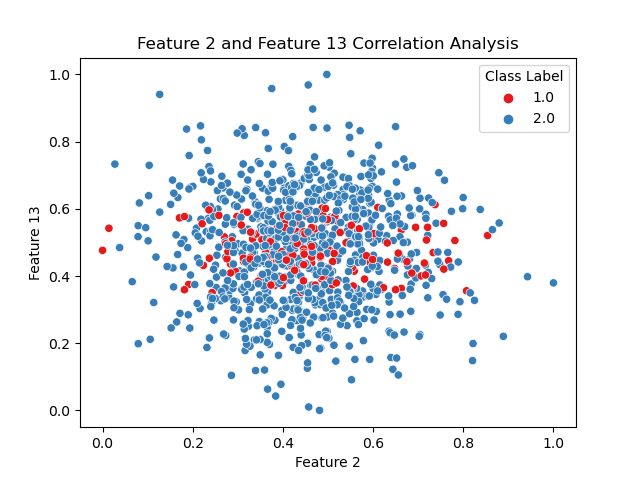 Feature 2 and Feature 13 Correlation Analysis
Class Label
1.0
2.0
Feature 13
1.0
0.8
0.6
0.4
0.2
0.0
0.0 0.2 0.4 0.6 0.8 1.0
Feature 2